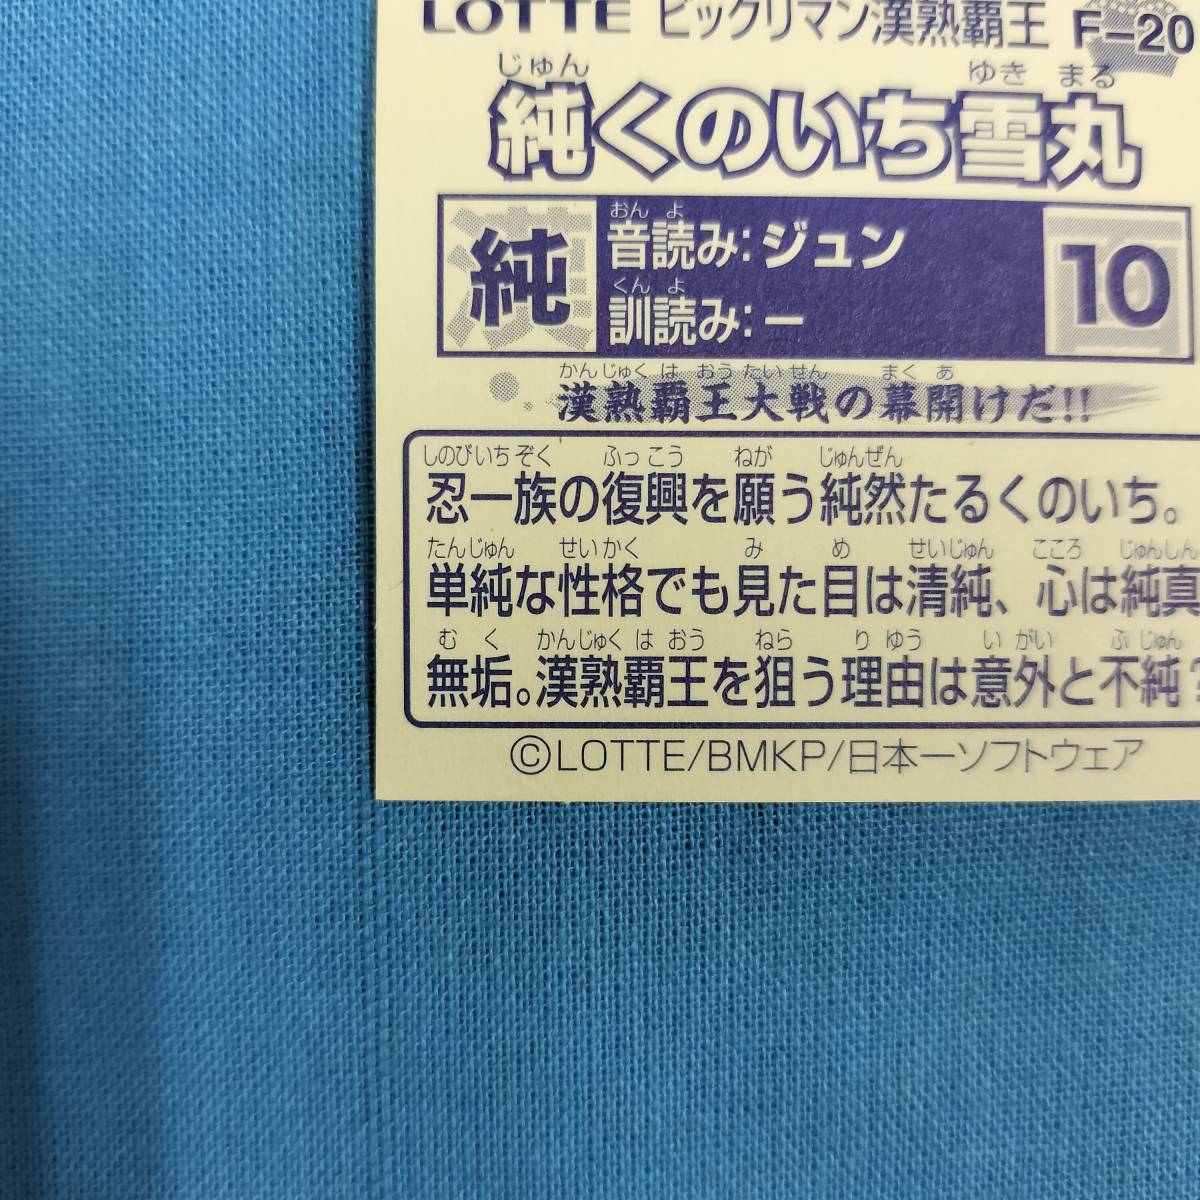 LOTTE ビックリマン漢熟覇王 F-20
じゅん ゆき まる
純くのいち雪丸
おん よ
純 音読み:ジュン 10
くん よ
訓読み:ー
かんじゅく は おう たい せん まく あ
漢熟覇王大戦の幕開けだ!!
しのびいち ぞく ふっ こう ねが じゅんぜん
忍一族の復興を願う純然たるくのいち。
たんじゅん せい かく み め せいじゅん こころ じゅんしん
単純な性格でも見た目は清純、心は純真
む く かんじゅく は おう ねら り ゆう い がい ふ じゅん
無垢。漢熟覇王を狙う理由は意外と不純?
©LOTTE/BMKP/日本一ソフトウェア